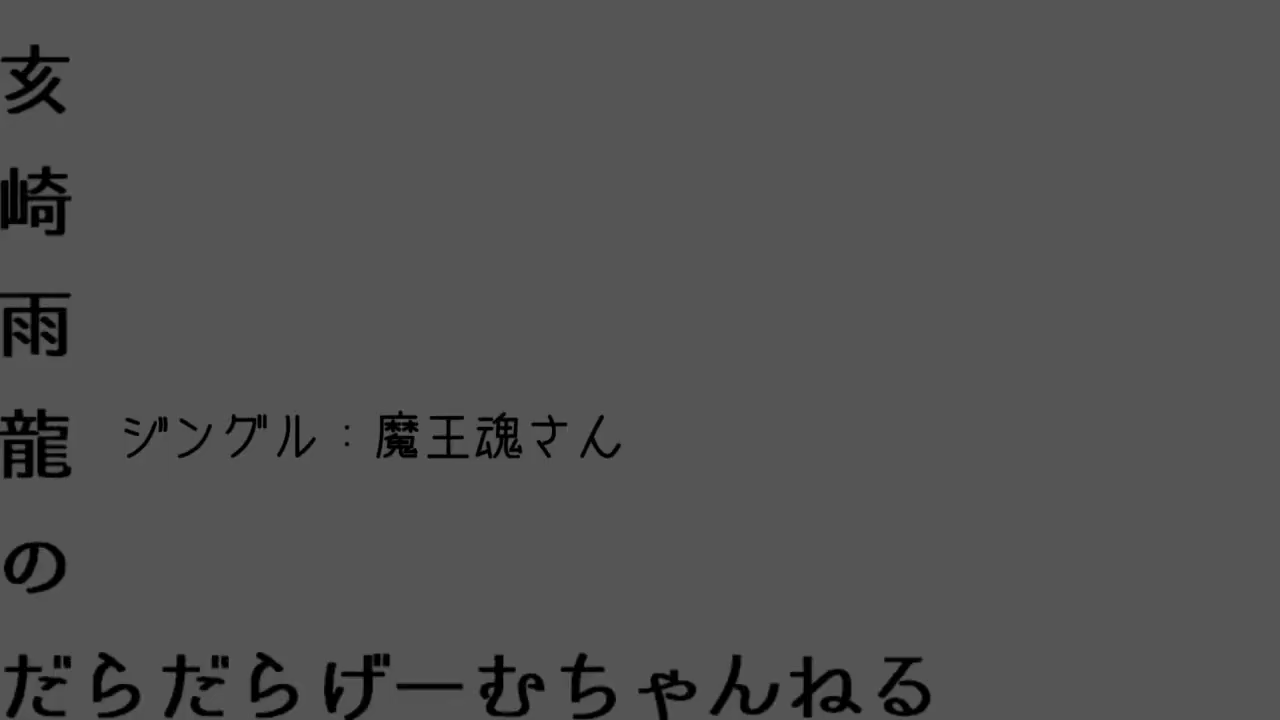 亥崎雨龍の
だらだらげーむちゃんねる
ジングル：魔王魂さん